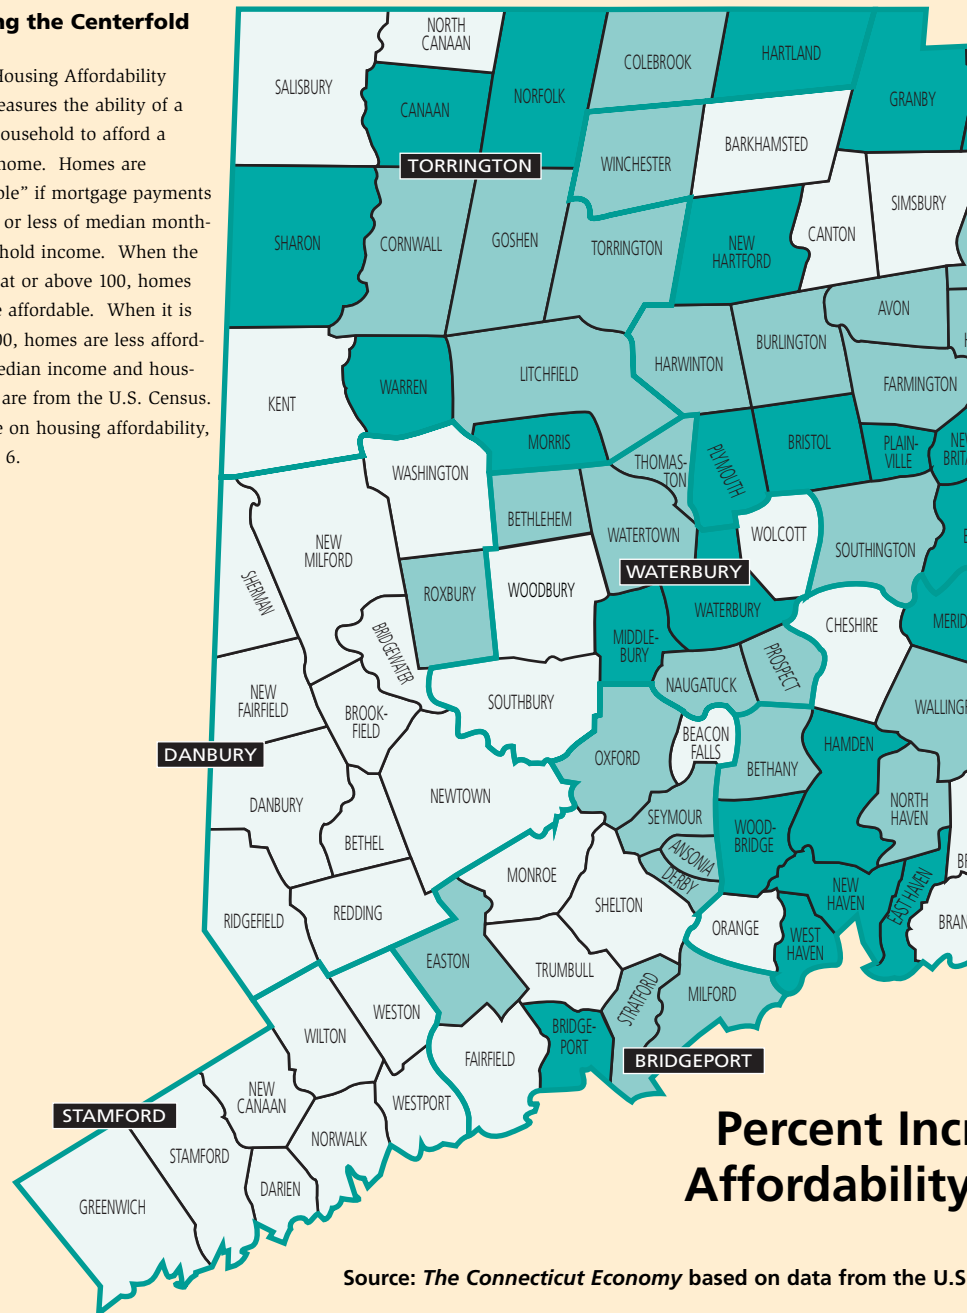 ng the Centerfold
Housing Affordability
easures the ability of a
ousehold to afford a
home. Homes are
ble” if mortgage payments
or less of median month-
hold income. When the
at or above 100, homes
e affordable. When it is
00, homes are less afford-
edian income and hous-
are from the U.S. Census.
e on housing affordability,
6.
NORTH
CANAAN
SALISBURY
CANAAN
NORFOLK
COLEBROOK
HARTLAND
GRANBY
TORRINGTON
WINCHESTER
BARKHAMSTED
SIMSBURY
SHARON
CORNWALL
GOSHEN
TORRINGTON
NEW
HARTFORD
CANTON
AVON
KENT
WARREN
LITCHFIELD
HARWINTON
BURLINGTON
FARMINGTON
MORRIS
WASHINGTON
THOMAS-
TON
PLYMOUTH
BRISTOL
PLAIN-
VILLE
NEW
BRITA
BETHLEHEM
WATERTOWN
WOLCOTT
SOUTHINGTON
NEW
MILFORD
SHERMAN
ROXBURY
WOODBURY
WATERBURY
WATERBURY
CHESHIRE
MERID
BRIDGEWATER
MIDDLE-
BURY
PROSPECT
NAUGATUCK
NEW
FAIRFIELD
BROOK-
FIELD
SOUTHBURY
WALLINGF
DANBURY
OXFORD
BEACON
FALLS
BETHANY
HAMDEN
DANBURY
NEWTOWN
SEYMOUR
NORTH
HAVEN
BETHEL
ANSONIA
DERBY
WOOD-
BRIDGE
MONROE
SHELTON
NEW
HAVEN
EAST HAVEN
BR
RIDGEFIELD
REDDING
ORANGE
WEST
HAVEN
BRAN
EASTON
TRUMBULL
STRATFORD
MILFORD
WESTON
WILTON
BRIDGE-
PORT
FAIRFIELD
BRIDGEPORT
NEW
CANAAN
WESTPORT
STAMFORD
NORWALK
STAMFORD
DARIEN
GREENWICH
Percent Incr
Affordability
Source: The Connecticut Economy based on data from the U.S